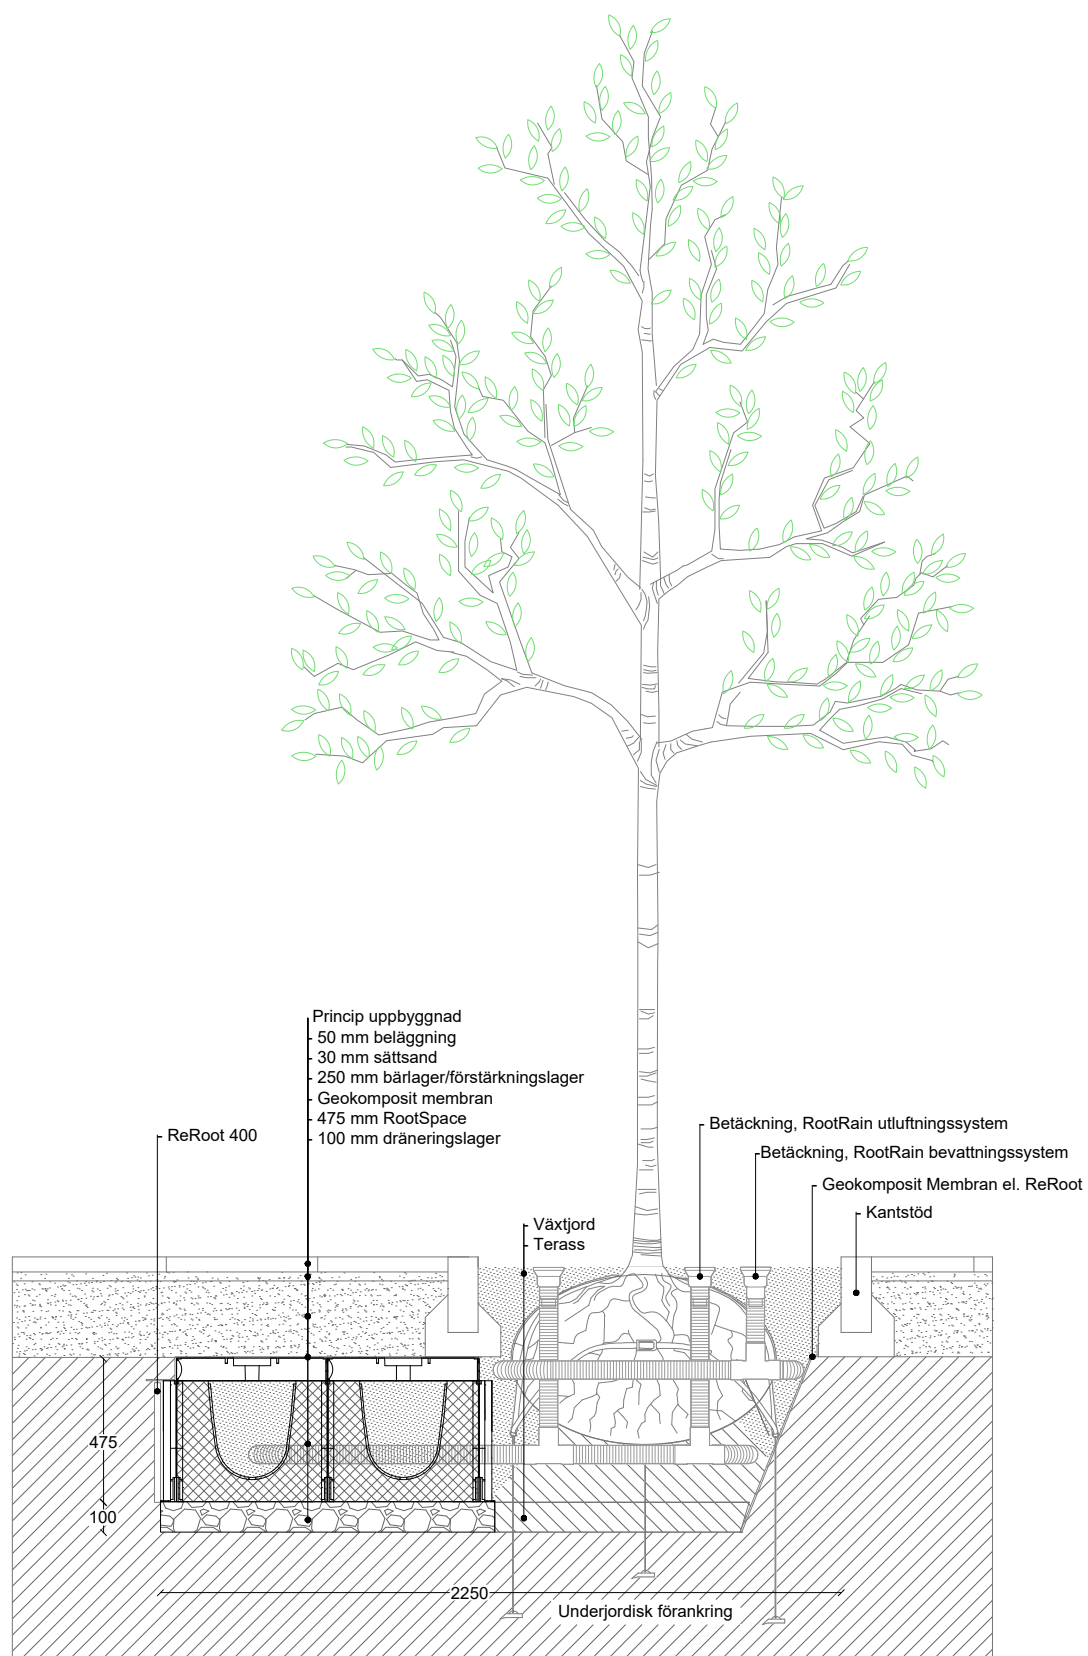 Princip uppbyggnad
50 mm beläggning
30 mm sättsand
250 mm bärlager/förstärkningslager
Geokomposit membran
475 mm RootSpace
100 mm dräneringslager
ReRoot 400
Betäckning, RootRain utluftningssystem
Betäckning, RootRain bevattningssystem
Geokomposit Membran el. ReRoot
Kantstöd
Växtjord
Terass
475
100
2250
Underjordisk förankring